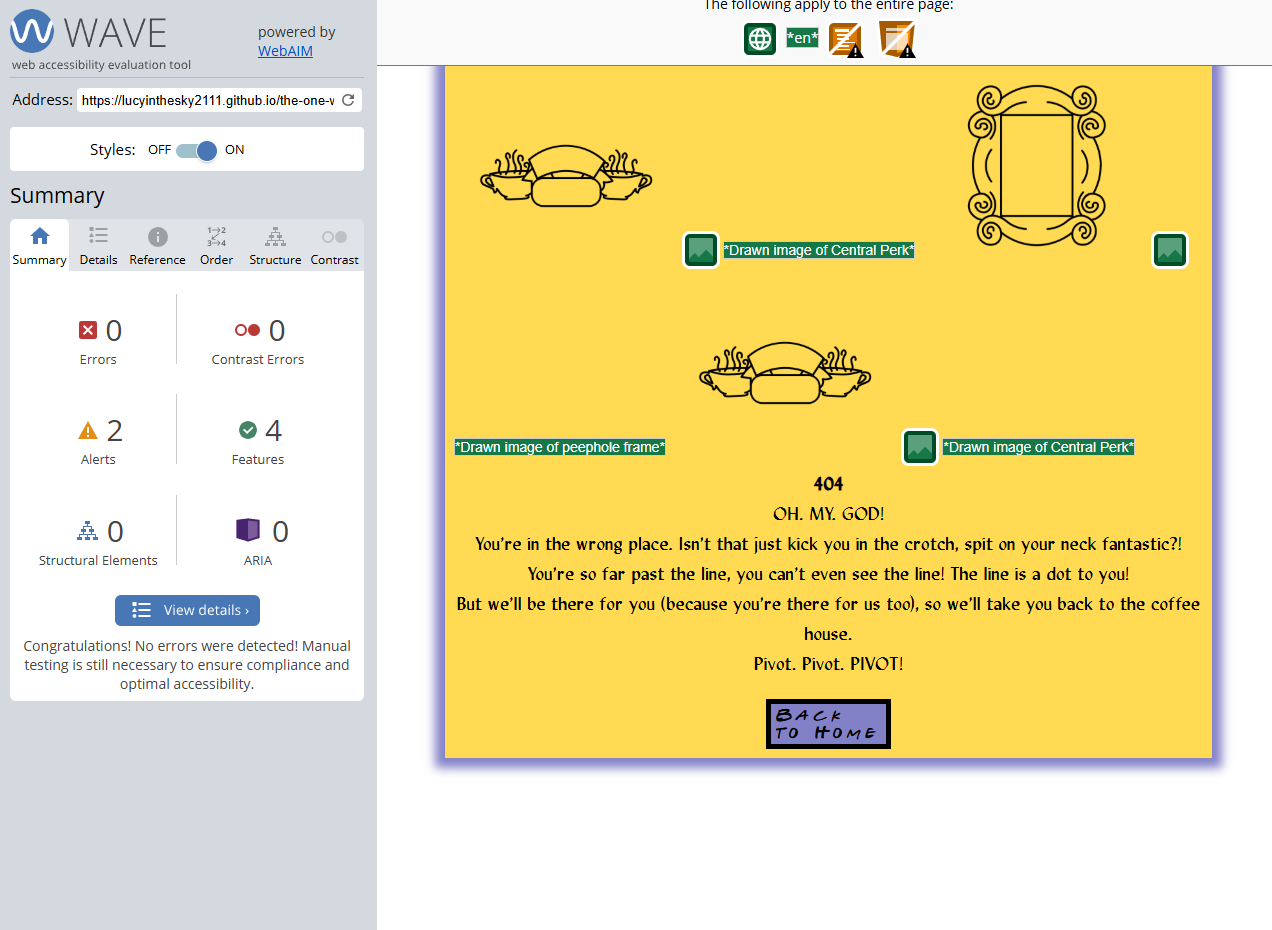 WAVE
web accessibility evaluation tool
powered by
WebAIM
Address: https://lucyinthesky2111.github.io/the-one-w
Styles: OFF ON
Summary
Summary Details Reference Order Structure Contrast
0 Errors
0 Contrast Errors
2 Alerts
4 Features
0 Structural Elements
0 ARIA
View details ›
Congratulations! No errors were detected! Manual
testing is still necessary to ensure compliance and
optimal accessibility.
The following apply to the entire page:
*en*
*Drawn image of Central Perk*
*Drawn image of peephole frame*
*Drawn image of Central Perk*
404
OH. MY. GOD!
You're in the wrong place. Isn't that just kick you in the crotch, spit on your neck fantastic?!
You're so far past the line, you can't even see the line! The line is a dot to you!
But we'll be there for you (because you're there for us too), so we'll take you back to the coffee
house.
Pivot. Pivot. PIVOT!
BACK
TO HOME